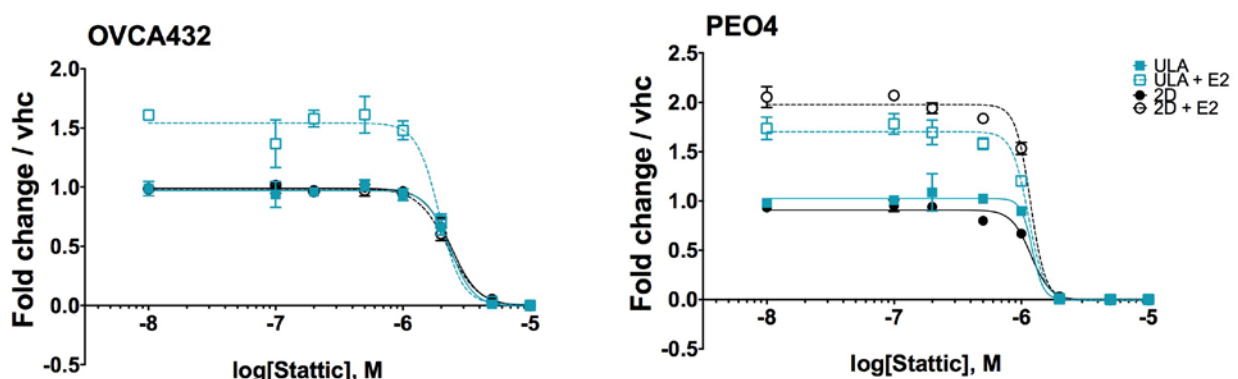 OVCA432
2.0
1.5
1.0
0.5
0.0
-0.5
-8
-7
-6
-5
Fold change / vhc
log[Stattic], M
PEO4
2.5
2.0
1.5
1.0
0.5
0.0
-0.5
-8
-7
-6
-5
Fold change / vhc
log[Stattic], M
ULA
ULA + E2
2D
2D + E2